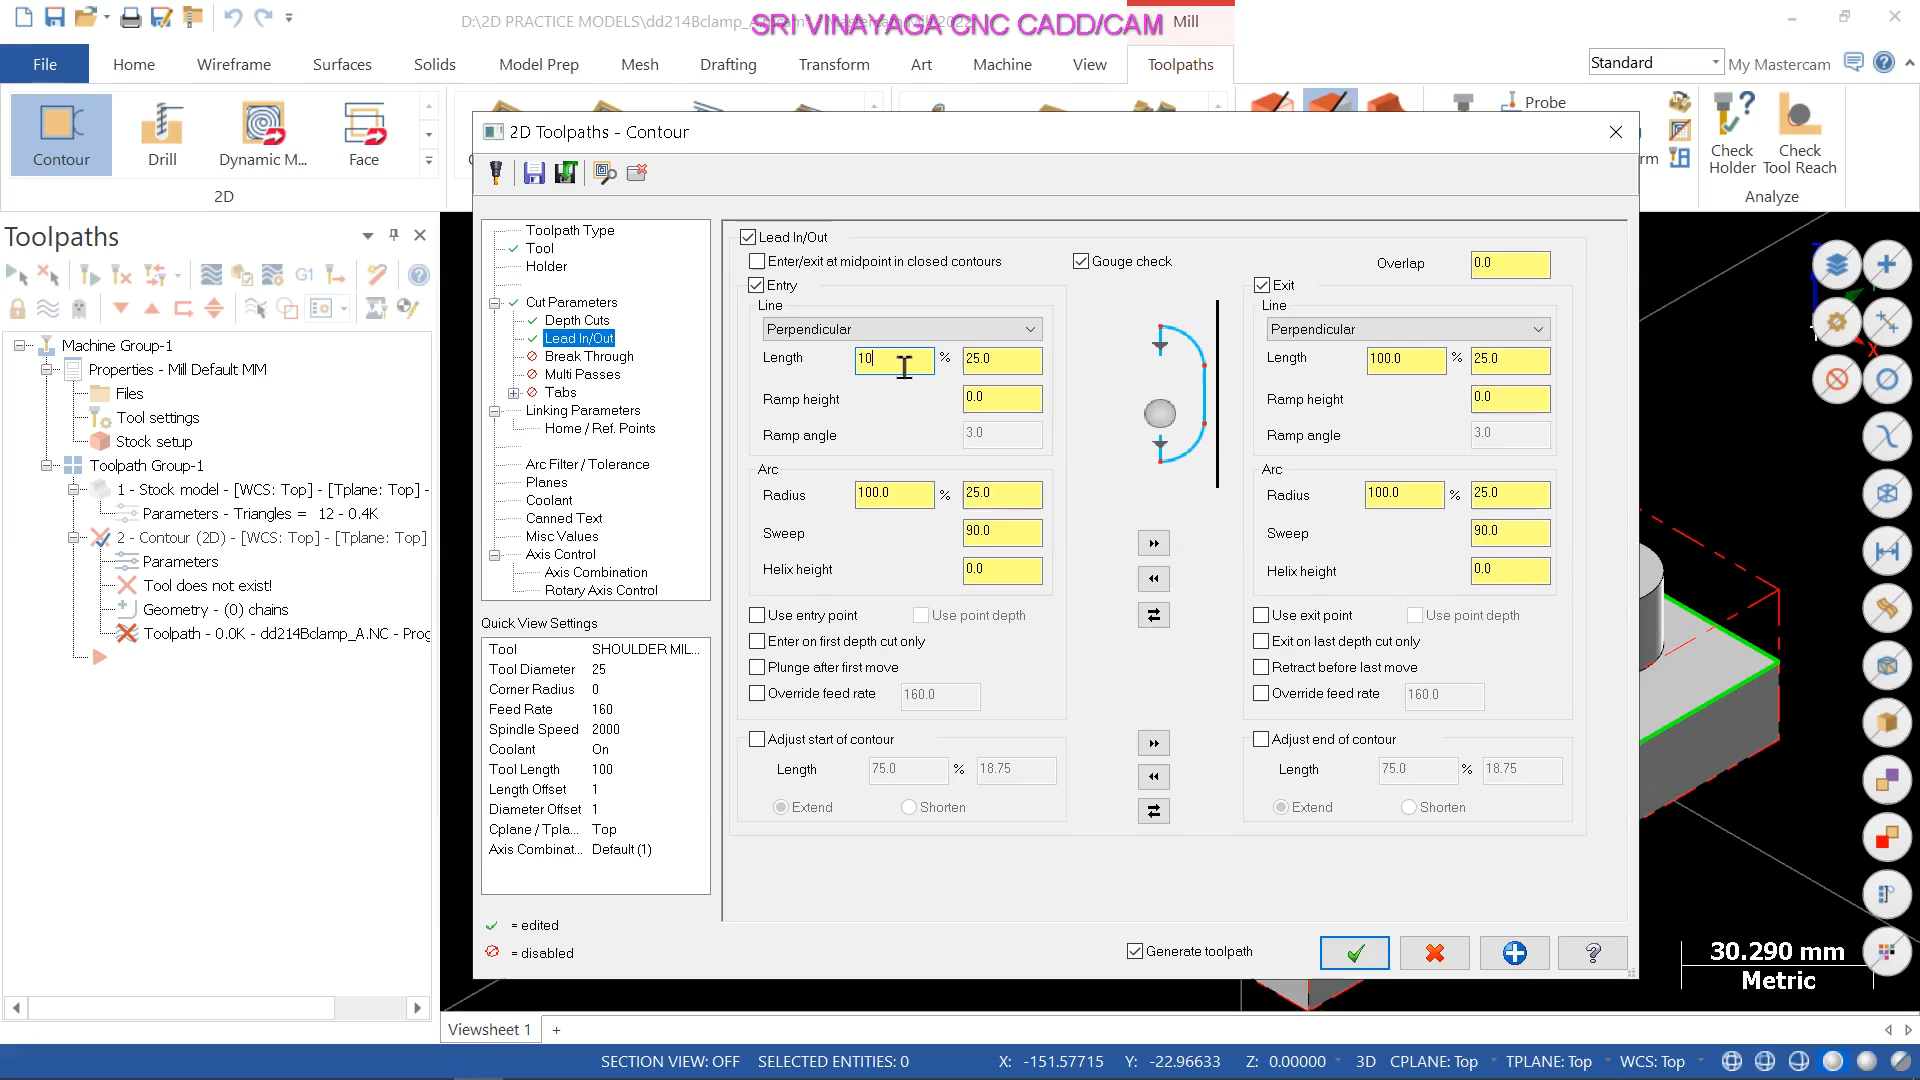 D:\2D PRACTICE MODELS\dd214Bclamp_
SRI VINAYAGA CNC CADD/CAM
Mill
File
Home
Wireframe
Surfaces
Solids
Model Prep
Mesh
Drafting
Transform
Art
Machine
View
Toolpaths
Standard
My Mastercam
Contour
Drill
Dynamic M...
Face
2D
Probe
Check Holder
Check Tool Reach
Analyze
Toolpaths
G1
Machine Group-1
Properties - Mill Default MM
Files
Tool settings
Stock setup
Toolpath Group-1
1 - Stock model - [WCS: Top] - [Tplane: Top] -
Parameters - Triangles = 12 - 0.4K
2 - Contour (2D) - [WCS: Top] - [Tplane: Top]
Parameters
Tool does not exist!
Geometry - (0) chains
Toolpath - 0.0K - dd214Bclamp_A.NC - Prog
2D Toolpaths - Contour
Toolpath Type
Tool
Holder
Cut Parameters
Depth Cuts
Lead In/Out
Break Through
Multi Passes
Tabs
Linking Parameters
Home / Ref. Points
Arc Filter / Tolerance
Planes
Coolant
Canned Text
Misc Values
Axis Control
Axis Combination
Rotary Axis Control
Quick View Settings
Tool SHOULDER MIL...
Tool Diameter 25
Corner Radius 0
Feed Rate 160
Spindle Speed 2000
Coolant On
Tool Length 100
Length Offset 1
Diameter Offset 1
Cplane / Tpla... Top
Axis Combinat... Default (1)
= edited
= disabled
Lead In/Out
Enter/exit at midpoint in closed contours
Gouge check
Overlap 0.0
Entry
Line
Perpendicular
Length 10 % 25.0
Ramp height 0.0
Ramp angle 3.0
Arc
Radius 100.0 % 25.0
Sweep 90.0
Helix height 0.0
Use entry point Use point depth
Enter on first depth cut only
Plunge after first move
Override feed rate 160.0
Adjust start of contour
Length 75.0 % 18.75
Extend Shorten
Exit
Line
Perpendicular
Length 100.0 % 25.0
Ramp height 0.0
Ramp angle 3.0
Arc
Radius 100.0 % 25.0
Sweep 90.0
Helix height 0.0
Use exit point Use point depth
Exit on last depth cut only
Retract before last move
Override feed rate 160.0
Adjust end of contour
Length 75.0 % 18.75
Extend Shorten
Generate toolpath
X
30.290 mm
Metric
Viewsheet 1 +
SECTION VIEW: OFF SELECTED ENTITIES: 0 X: -151.57715 Y: -22.96633 Z: 0.00000 3D CPLANE: Top TPLANE: Top WCS: Top